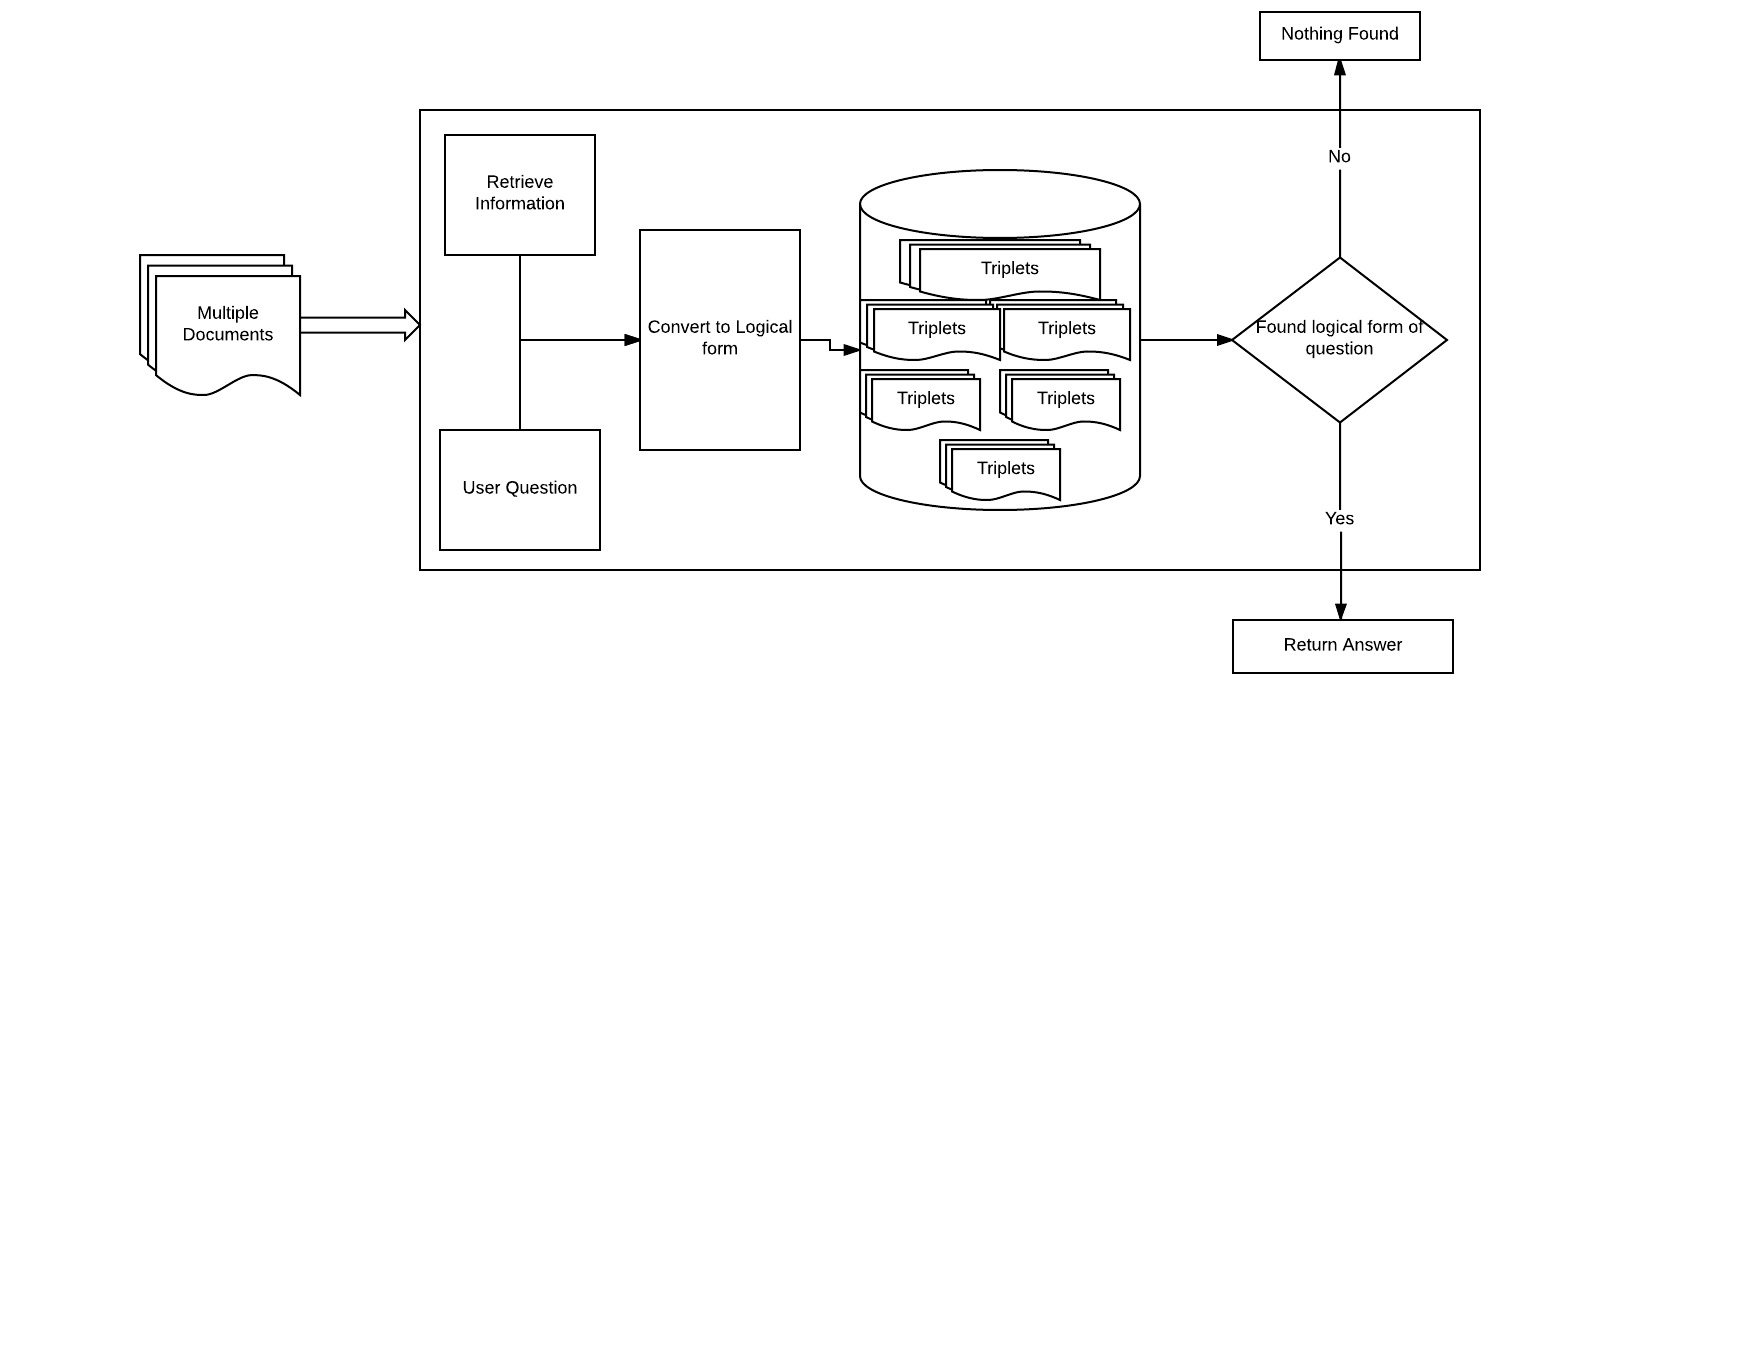 Nothing Found
No
Retrieve
Information
Multiple
Documents
Convert to Logical
form
User Question
Triplets
Triplets
Triplets
Triplets
Triplets
Triplets
Found logical form of
question
Yes
Return Answer